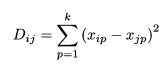 $D_{ij} = \sum_{p=1}^{k} (x_{ip} - x_{jp})^2$